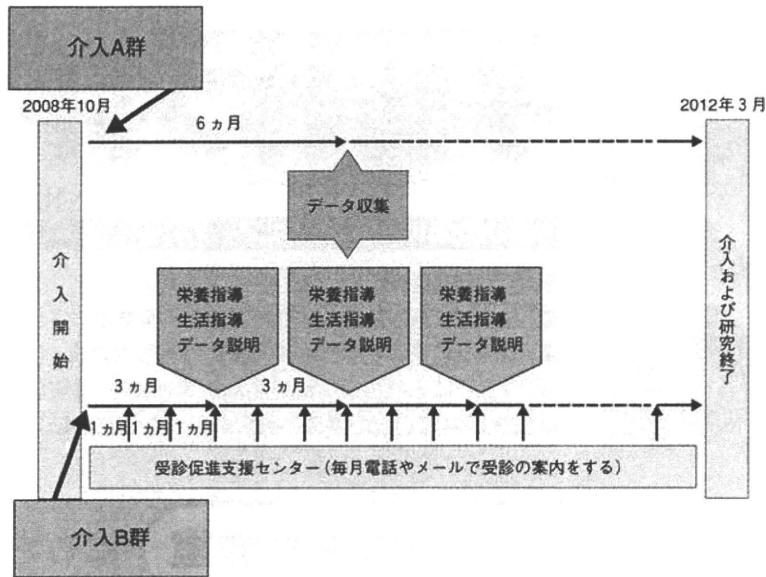 介入A群
2008年10月
2012年3月
6ヵ月
データ収集
介入開始
介入および研究終了
栄養指導
生活指導
データ説明
栄養指導
生活指導
データ説明
栄養指導
生活指導
データ説明
3ヵ月
3ヵ月
1ヵ月
1ヵ月
1ヵ月
受診促進支援センター(毎月電話やメールで受診の案内をする)
介入B群